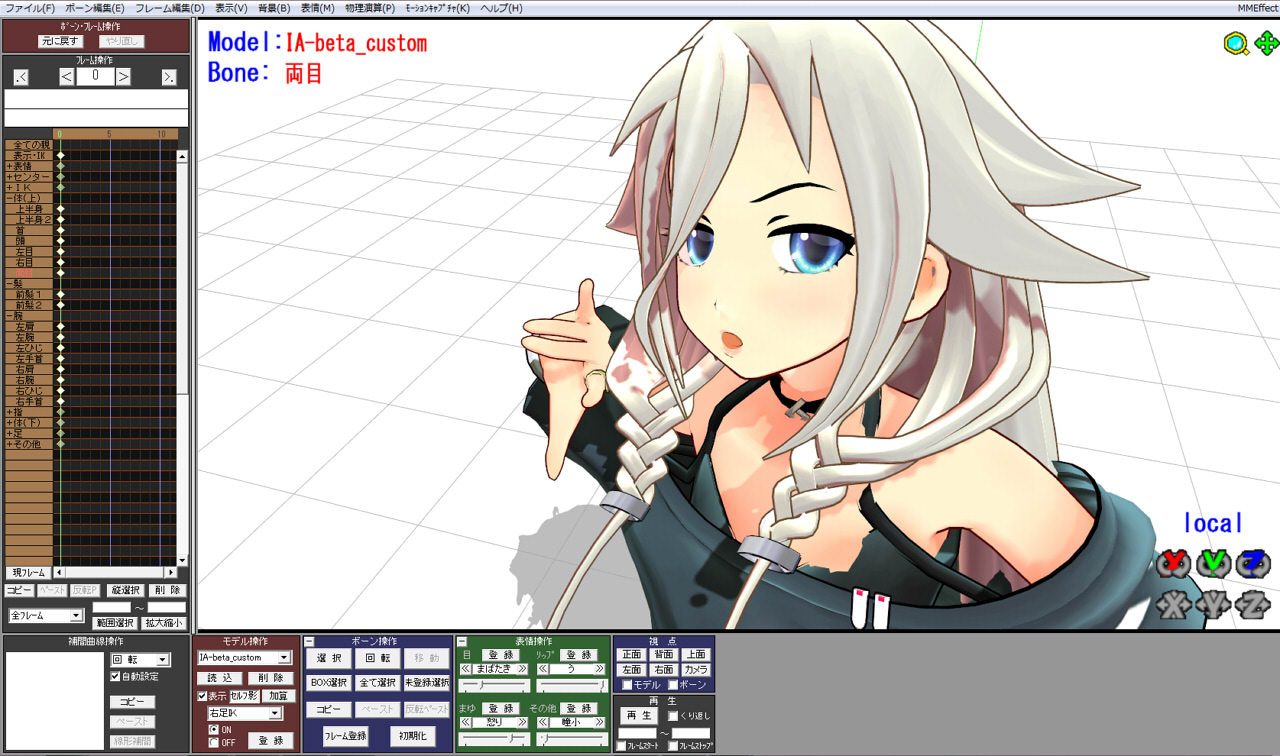 ファイル(F) ボーン編集(E) フレーム編集(D) 表示(V) 背景(B) 表情(M) 物理演算(P) モーションキャプチャ(K) ヘルプ(H) MMEffect
ボーン・フレーム操作
元に戻す やり直し
フレーム操作
.< < 0 > >.
0 5 10
全ての親
表示・IK
+表情
+センター
+ＩＫ
-体(上)
上半身
上半身２
首
頭
左目
右目
両目
-髪
前髪１
前髪２
-腕
左肩
左腕
左ひじ
左手首
右肩
右腕
右ひじ
右手首
+指
+体(下)
+足
+その他
現フレーム
コピー ペースト 反転P 縦選択 削 除
全フレーム ～
範囲選択 拡大縮小
Model:IA-beta_custom
Bone: 両目
local
X Y Z
X Y Z
補間曲線操作
回 転
自動設定
コピー
ペースト
線形補間
モデル操作
IA-beta_custom
読 込 削 除
表示 セルフ影 加算
右足IK
ON
OFF 登 録
ボーン操作
選 択 回 転 移 動
BOX選択 全て選択 未登録選択
コピー ペースト 反転ペースト
フレーム登録 初期化
表情操作
目 登 録 リップ 登 録
まばたき う
まゆ 登 録 その他 登 録
怒り 瞳小
視 点
正面 背面 上面
左面 右面 カメラ
モデル ボーン
再 生
再 生 くり返し
～
フレームスタート フレームストップ